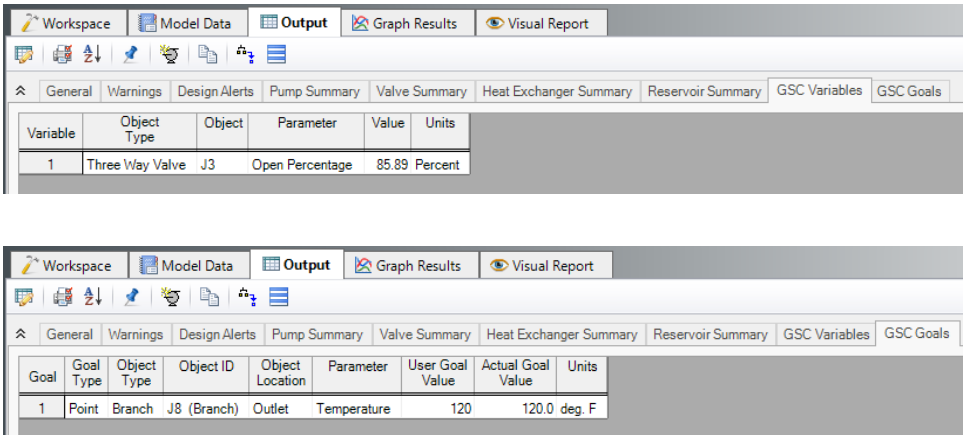 Workspace Model Data Output Graph Results Visual Report
General Warnings Design Alerts Pump Summary Valve Summary Heat Exchanger Summary Reservoir Summary GSC Variables GSC Goals
Variable Object Type Object Parameter Value Units
1 Three Way Valve J3 Open Percentage 85.89 Percent
Workspace Model Data Output Graph Results Visual Report
General Warnings Design Alerts Pump Summary Valve Summary Heat Exchanger Summary Reservoir Summary GSC Variables GSC Goals
Goal Goal Type Object Type Object ID Object Location Parameter User Goal Value Actual Goal Value Units
1 Point Branch J8 (Branch) Outlet Temperature 120 120.0 deg. F